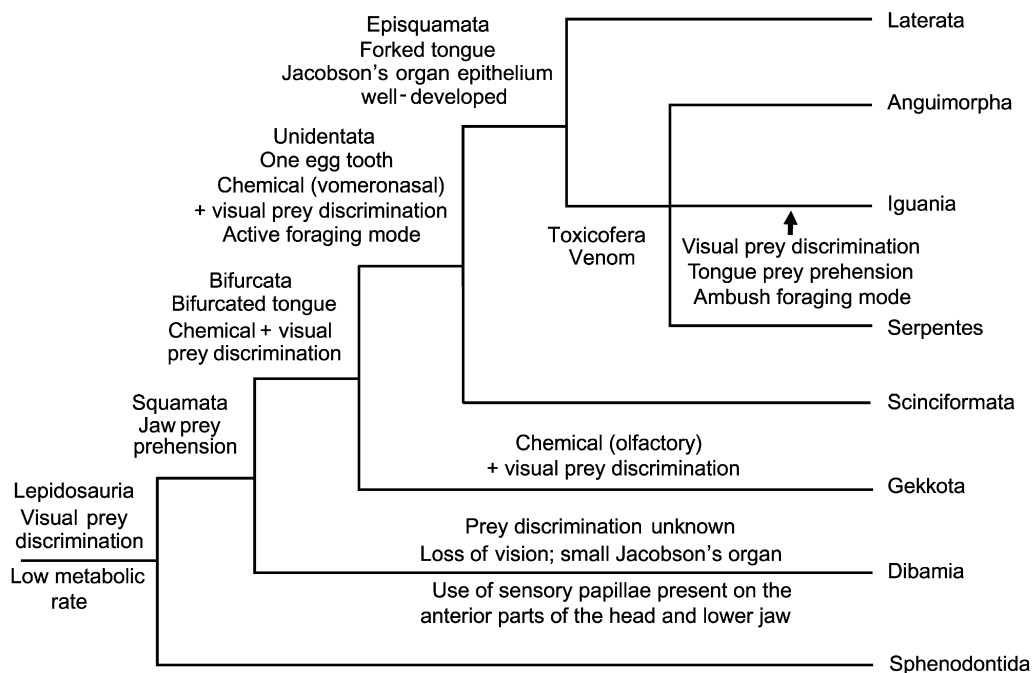 Episquamata
Forked tongue
Jacobson's organ epithelium
well-developed
Laterata
Anguimorpha
Unidentata
One egg tooth
Chemical (vomeronasal)
+ visual prey discrimination
Active foraging mode
Iguania
Toxicofera
Venom
Visual prey discrimination
Tongue prey prehension
Ambush foraging mode
Serpentes
Bifurcata
Bifurcated tongue
Chemical + visual
prey discrimination
Squamata
Jaw prey
prehension
Scinciformata
Chemical (olfactory)
+ visual prey discrimination
Gekkota
Lepidosauria
Visual prey
discrimination
Low metabolic
rate
Prey discrimination unknown
Loss of vision; small Jacobson's organ
Dibamia
Use of sensory papillae present on the
anterior parts of the head and lower jaw
Sphenodontida